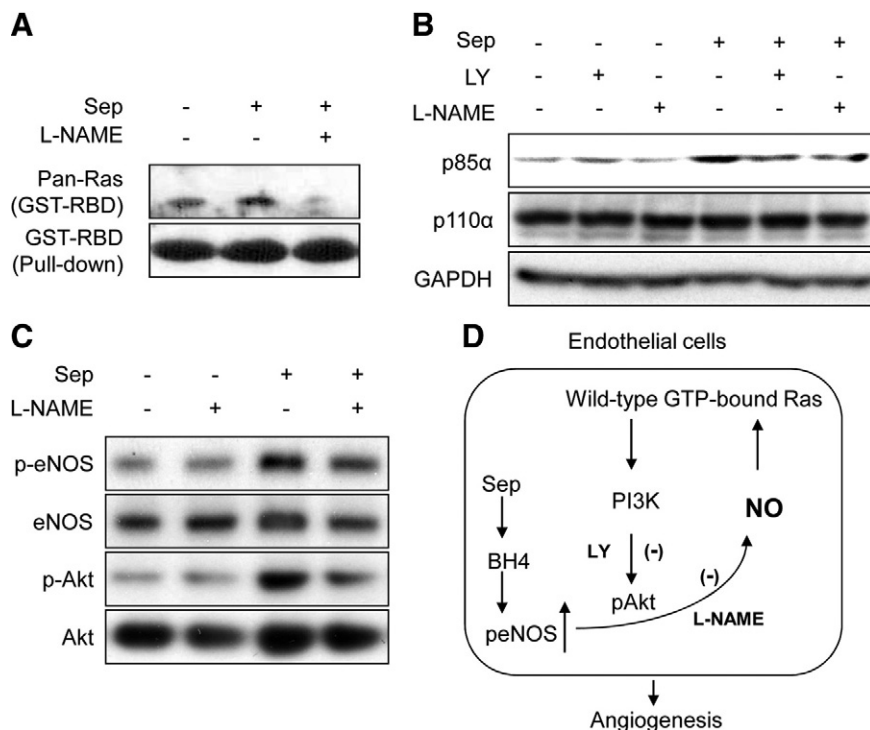 A
Sep - + +
L-NAME - - +
Pan-Ras
(GST-RBD)
GST-RBD
(Pull-down)
B
Sep - - - + + +
LY - + - - + -
L-NAME - - + - - +
p85α
p110α
GAPDH
C
Sep - - + +
L-NAME - + - +
p-eNOS
eNOS
p-Akt
Akt
D
Endothelial cells
Wild-type GTP-bound Ras
Sep
PI3K
NO
LY (-)
BH4
(-)
pAkt
L-NAME
peNOS
Angiogenesis